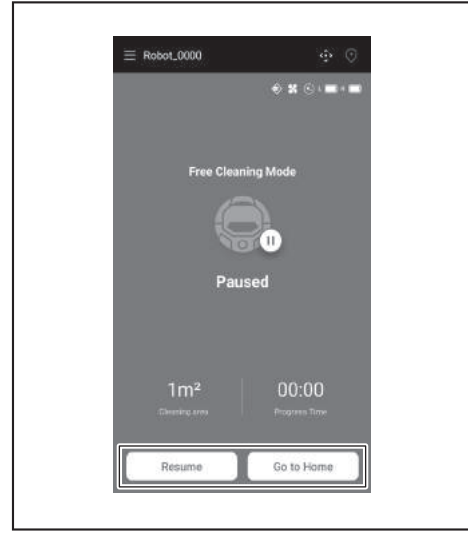 Robot_0000
L R
Free Cleaning Mode
Paused
1m² 00:00
Cleaning area Progress Time
Resume Go to Home